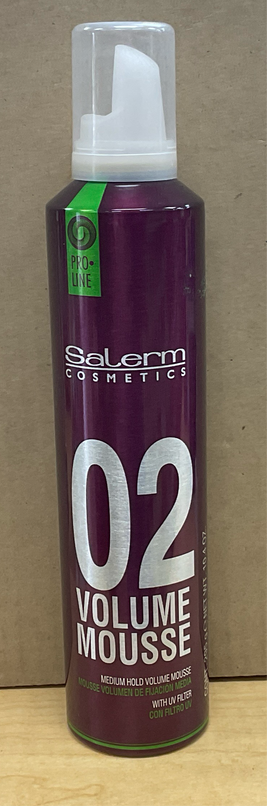 PRO•
LINE
Salerm
COSMETICS
02
VOLUME
MOUSSE
MEDIUM HOLD VOLUME MOUSSE
MOUSSE VOLUMEN DE FIJACIÓN MEDIA
WITH UV FILTER
CON FILTRO UV